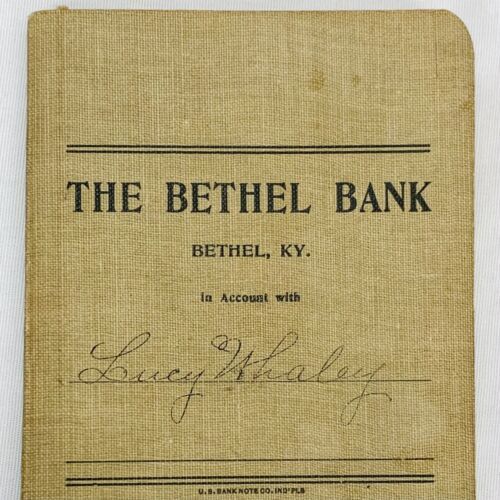 THE BETHEL BANK
BETHEL, KY.
In Account with
Lucy Whaley
U.S. BANK NOTE CO. IND'PLS